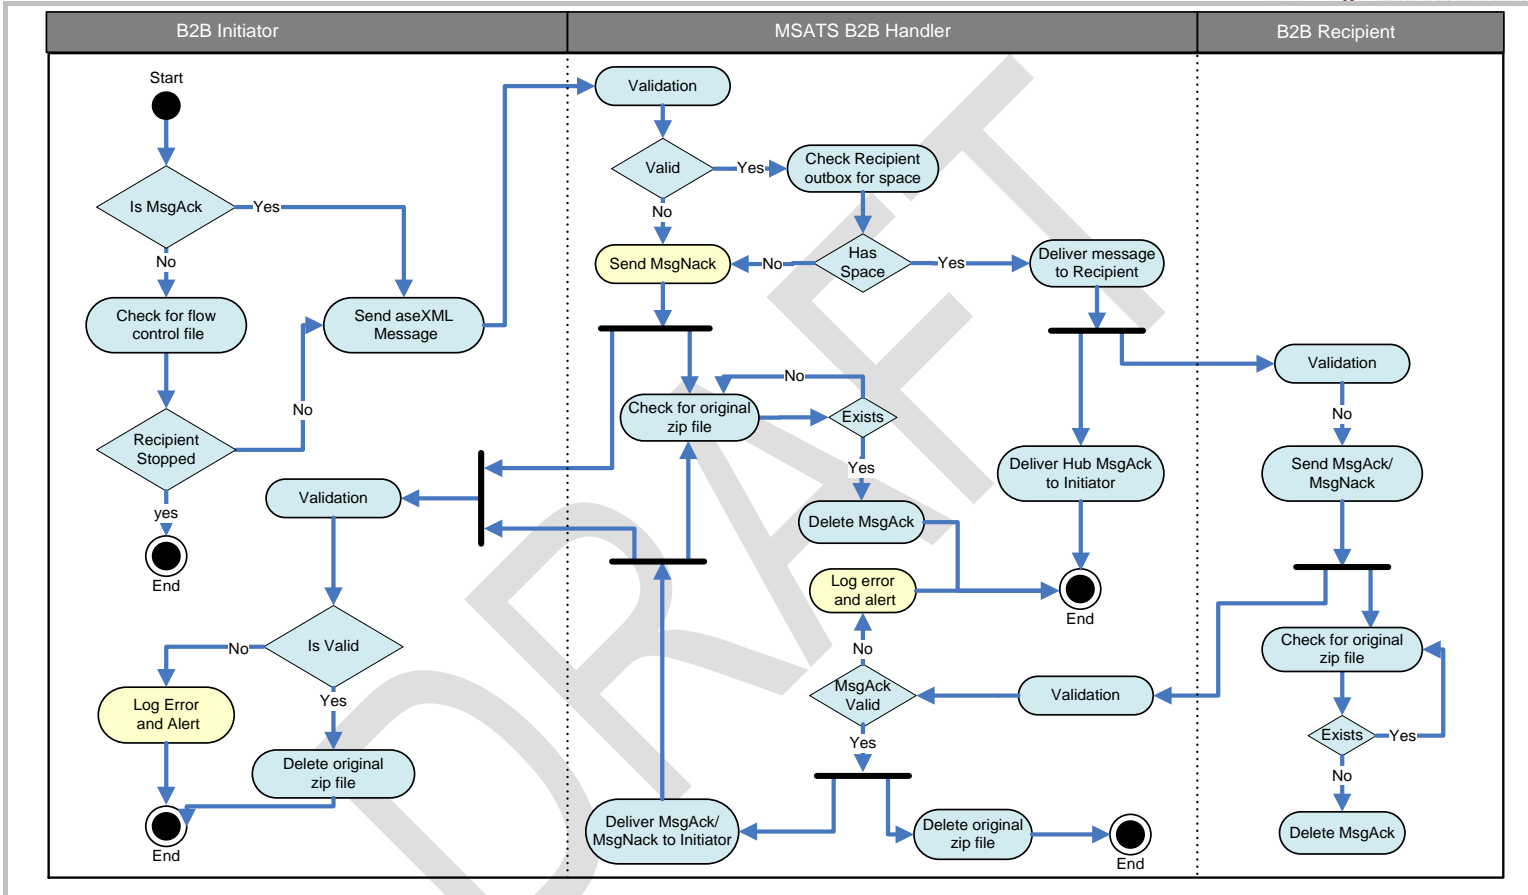 B2B Initiator
MSATS B2B Handler
B2B Recipient
Start
Is MsgAck
Yes
No
Check for flow
control file
Send aseXML
Message
No
Recipient
Stopped
yes
End
Validation
Is Valid
No
Yes
Log Error
and Alert
Delete original
zip file
End
Validation
Valid
Yes
No
Check Recipient
outbox for space
Send MsgNack
No
Has
Space
Yes
Deliver message
to Recipient
Check for original
zip file
No
Exists
Yes
Delete MsgAck
Deliver Hub MsgAck
to Initiator
Log error
and alert
End
No
MsgAck
Valid
Validation
Yes
Deliver MsgAck/
MsgNack to Initiator
Delete original
zip file
End
Validation
No
Send MsgAck/
MsgNack
Check for original
zip file
Exists
Yes
No
Delete MsgAck
DRAFT